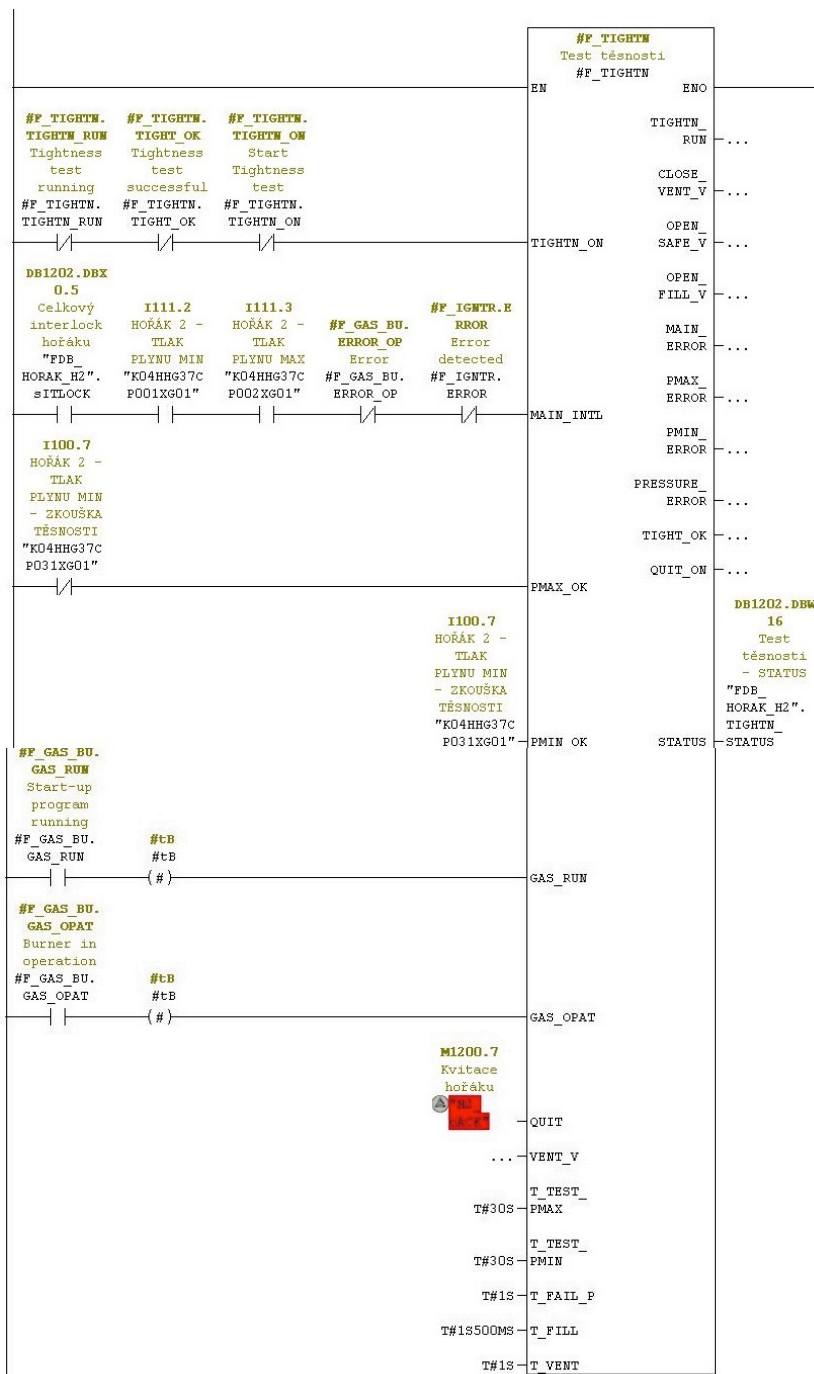 #F_TIGHTN
Test těsnosti
#F_TIGHTN
EN ENO
#F_TIGHTN. #F_TIGHTN. #F_TIGHTN.
TIGHTN_RUN TIGHT_OK TIGHTN_ON
Tightness Tightness Start
test test Tightness
running successful test
#F_TIGHTN. #F_TIGHTN. #F_TIGHTN.
TIGHTN_RUN TIGHT_OK TIGHTN_ON
TIGHTN_ON
TIGHTN_
RUN ...
CLOSE_
VENT_V ...
OPEN_
SAFE_V ...
OPEN_
FILL_V ...
MAIN_
ERROR ...
PMAX_
ERROR ...
PMIN_
ERROR ...
PRESSURE_
ERROR ...
TIGHT_OK ...
QUIT_ON ...
DB1202.DBX
0.5
Celkový
interlock
hořáku
"FDB_
HORAK_H2".
sITLOCK
I111.2
HOŘÁK 2 -
TLAK
PLYNU MIN
"K04HHG37C
P001XG01"
I111.3
HOŘÁK 2 -
TLAK
PLYNU MAX
"K04HHG37C
P002XG01"
#F_GAS_BU.
ERROR_OP
Error
#F_GAS_BU.
ERROR_OP
#F_IGNTR.E
RROR
Error
detected
#F_IGNTR.
ERROR
MAIN_INTL
I100.7
HOŘÁK 2 -
TLAK
PLYNU MIN
- ZKOUŠKA
TĚSNOSTI
"K04HHG37C
P031XG01"
PMAX_OK
I100.7
HOŘÁK 2 -
TLAK
PLYNU MIN
- ZKOUŠKA
TĚSNOSTI
"K04HHG37C
P031XG01"
PMIN_OK
STATUS
DB1202.DBW
16
Test
těsnosti
- STATUS
"FDB_
HORAK_H2".
TIGHTN_
STATUS
#F_GAS_BU.
GAS_RUN
Start-up
program
running
#F_GAS_BU.
GAS_RUN
#tB
#tB
(#)
GAS_RUN
#F_GAS_BU.
GAS_OPAT
Burner in
operation
#F_GAS_BU.
GAS_OPAT
#tB
#tB
(#)
GAS_OPAT
M1200.7
Kvitace
hořáku
QUIT
... VENT_V
T_TEST_
T#30S PMAX
T_TEST_
T#30S PMIN
T#1S T_FAIL_P
T#1S500MS T_FILL
T#1S T_VENT